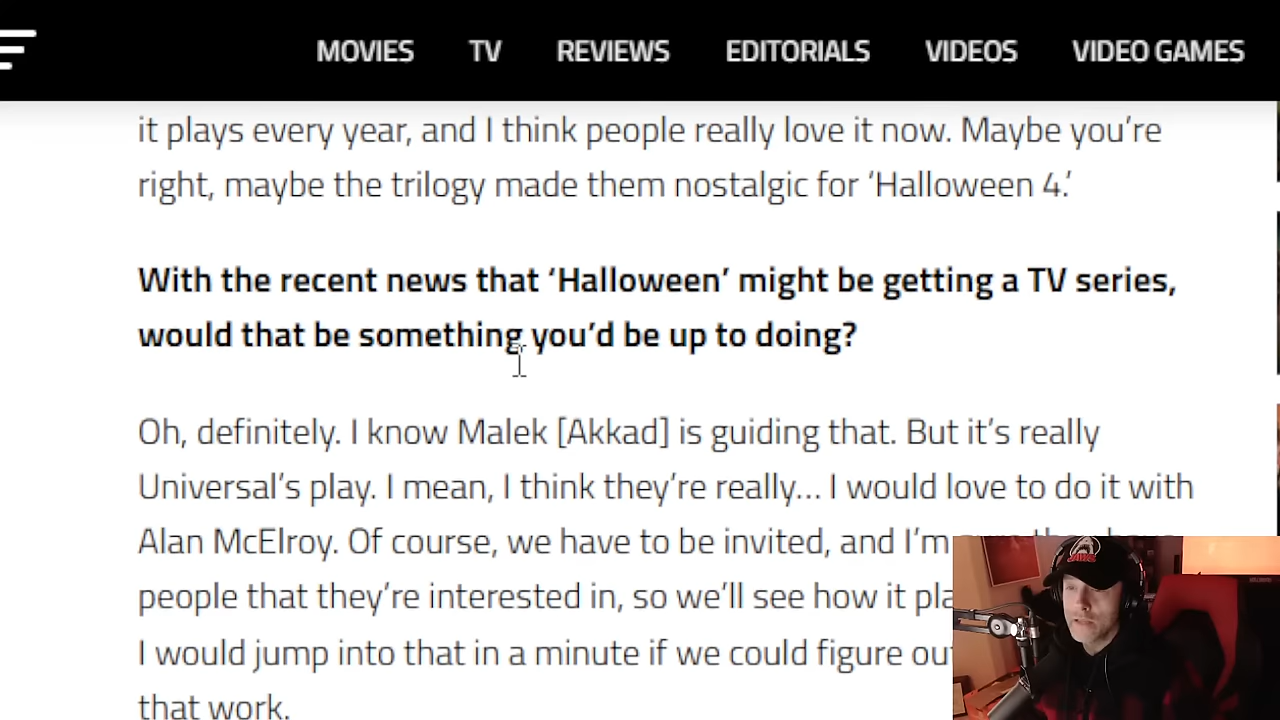 MOVIES TV REVIEWS EDITORIALS VIDEOS VIDEO GAMES
it plays every year, and I think people really love it now. Maybe you’re
right, maybe the trilogy made them nostalgic for ‘Halloween 4.’
With the recent news that ‘Halloween’ might be getting a TV series,
would that be something you’d be up to doing?
Oh, definitely. I know Malek [Akkad] is guiding that. But it’s really
Universal’s play. I mean, I think they’re really… I would love to do it with
Alan McElroy. Of course, we have to be invited, and I’m
people that they’re interested in, so we’ll see how it
I would jump into that in a minute if we could figure
that work.